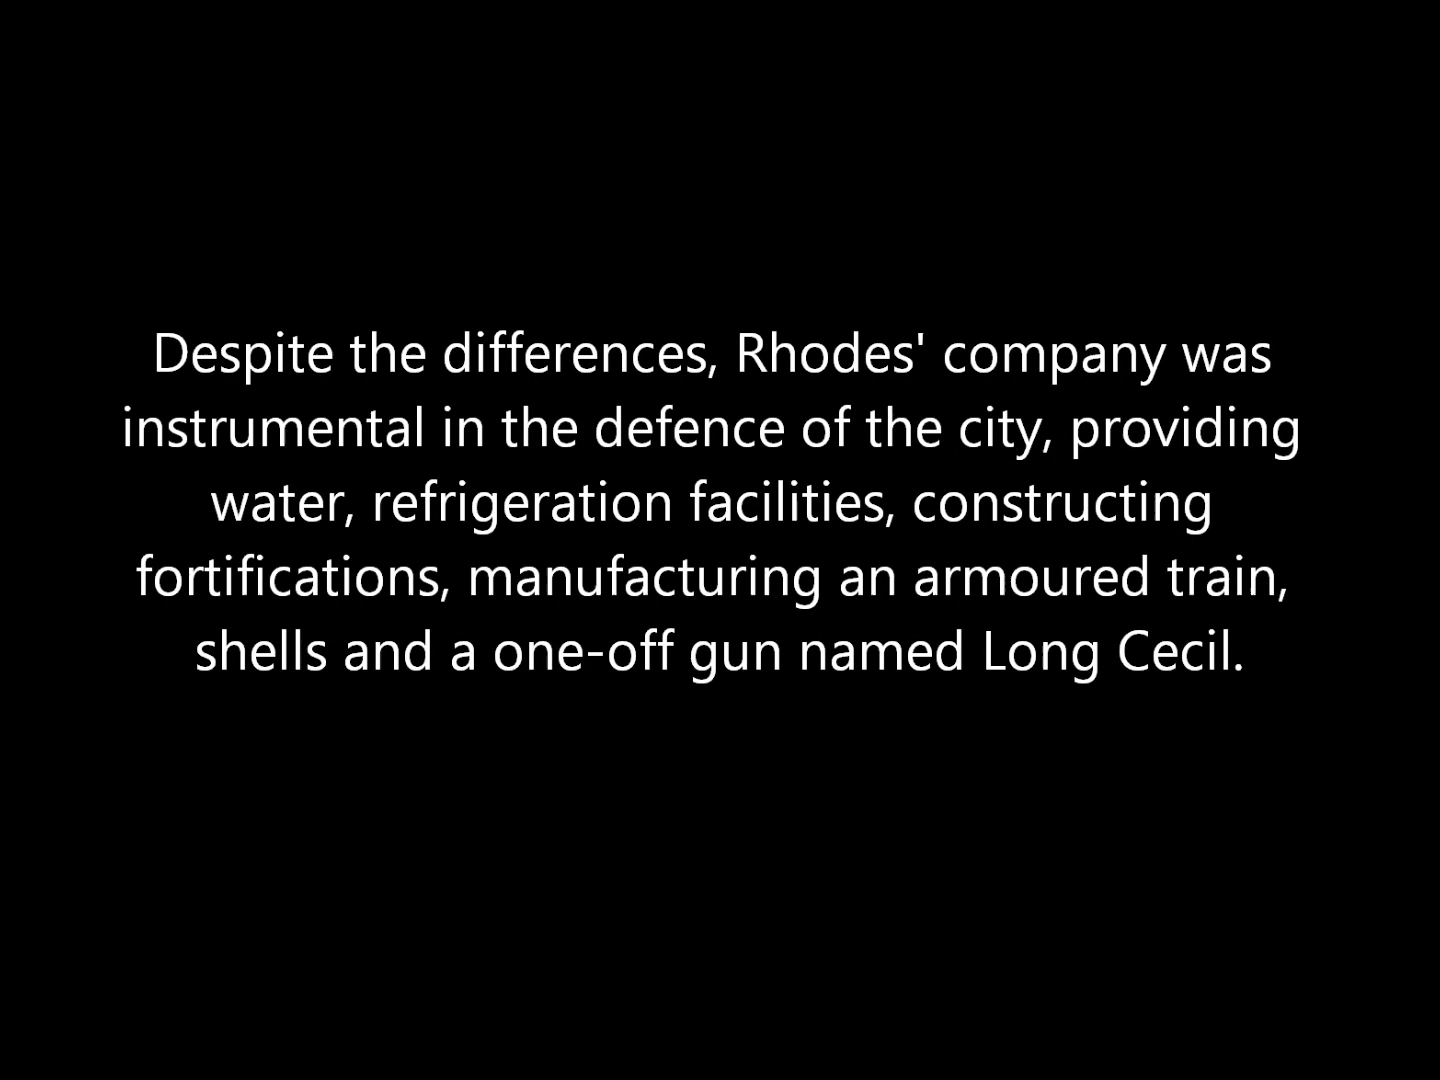 Despite the differences, Rhodes' company was
instrumental in the defence of the city, providing
water, refrigeration facilities, constructing
fortifications, manufacturing an armoured train,
shells and a one-off gun named Long Cecil.